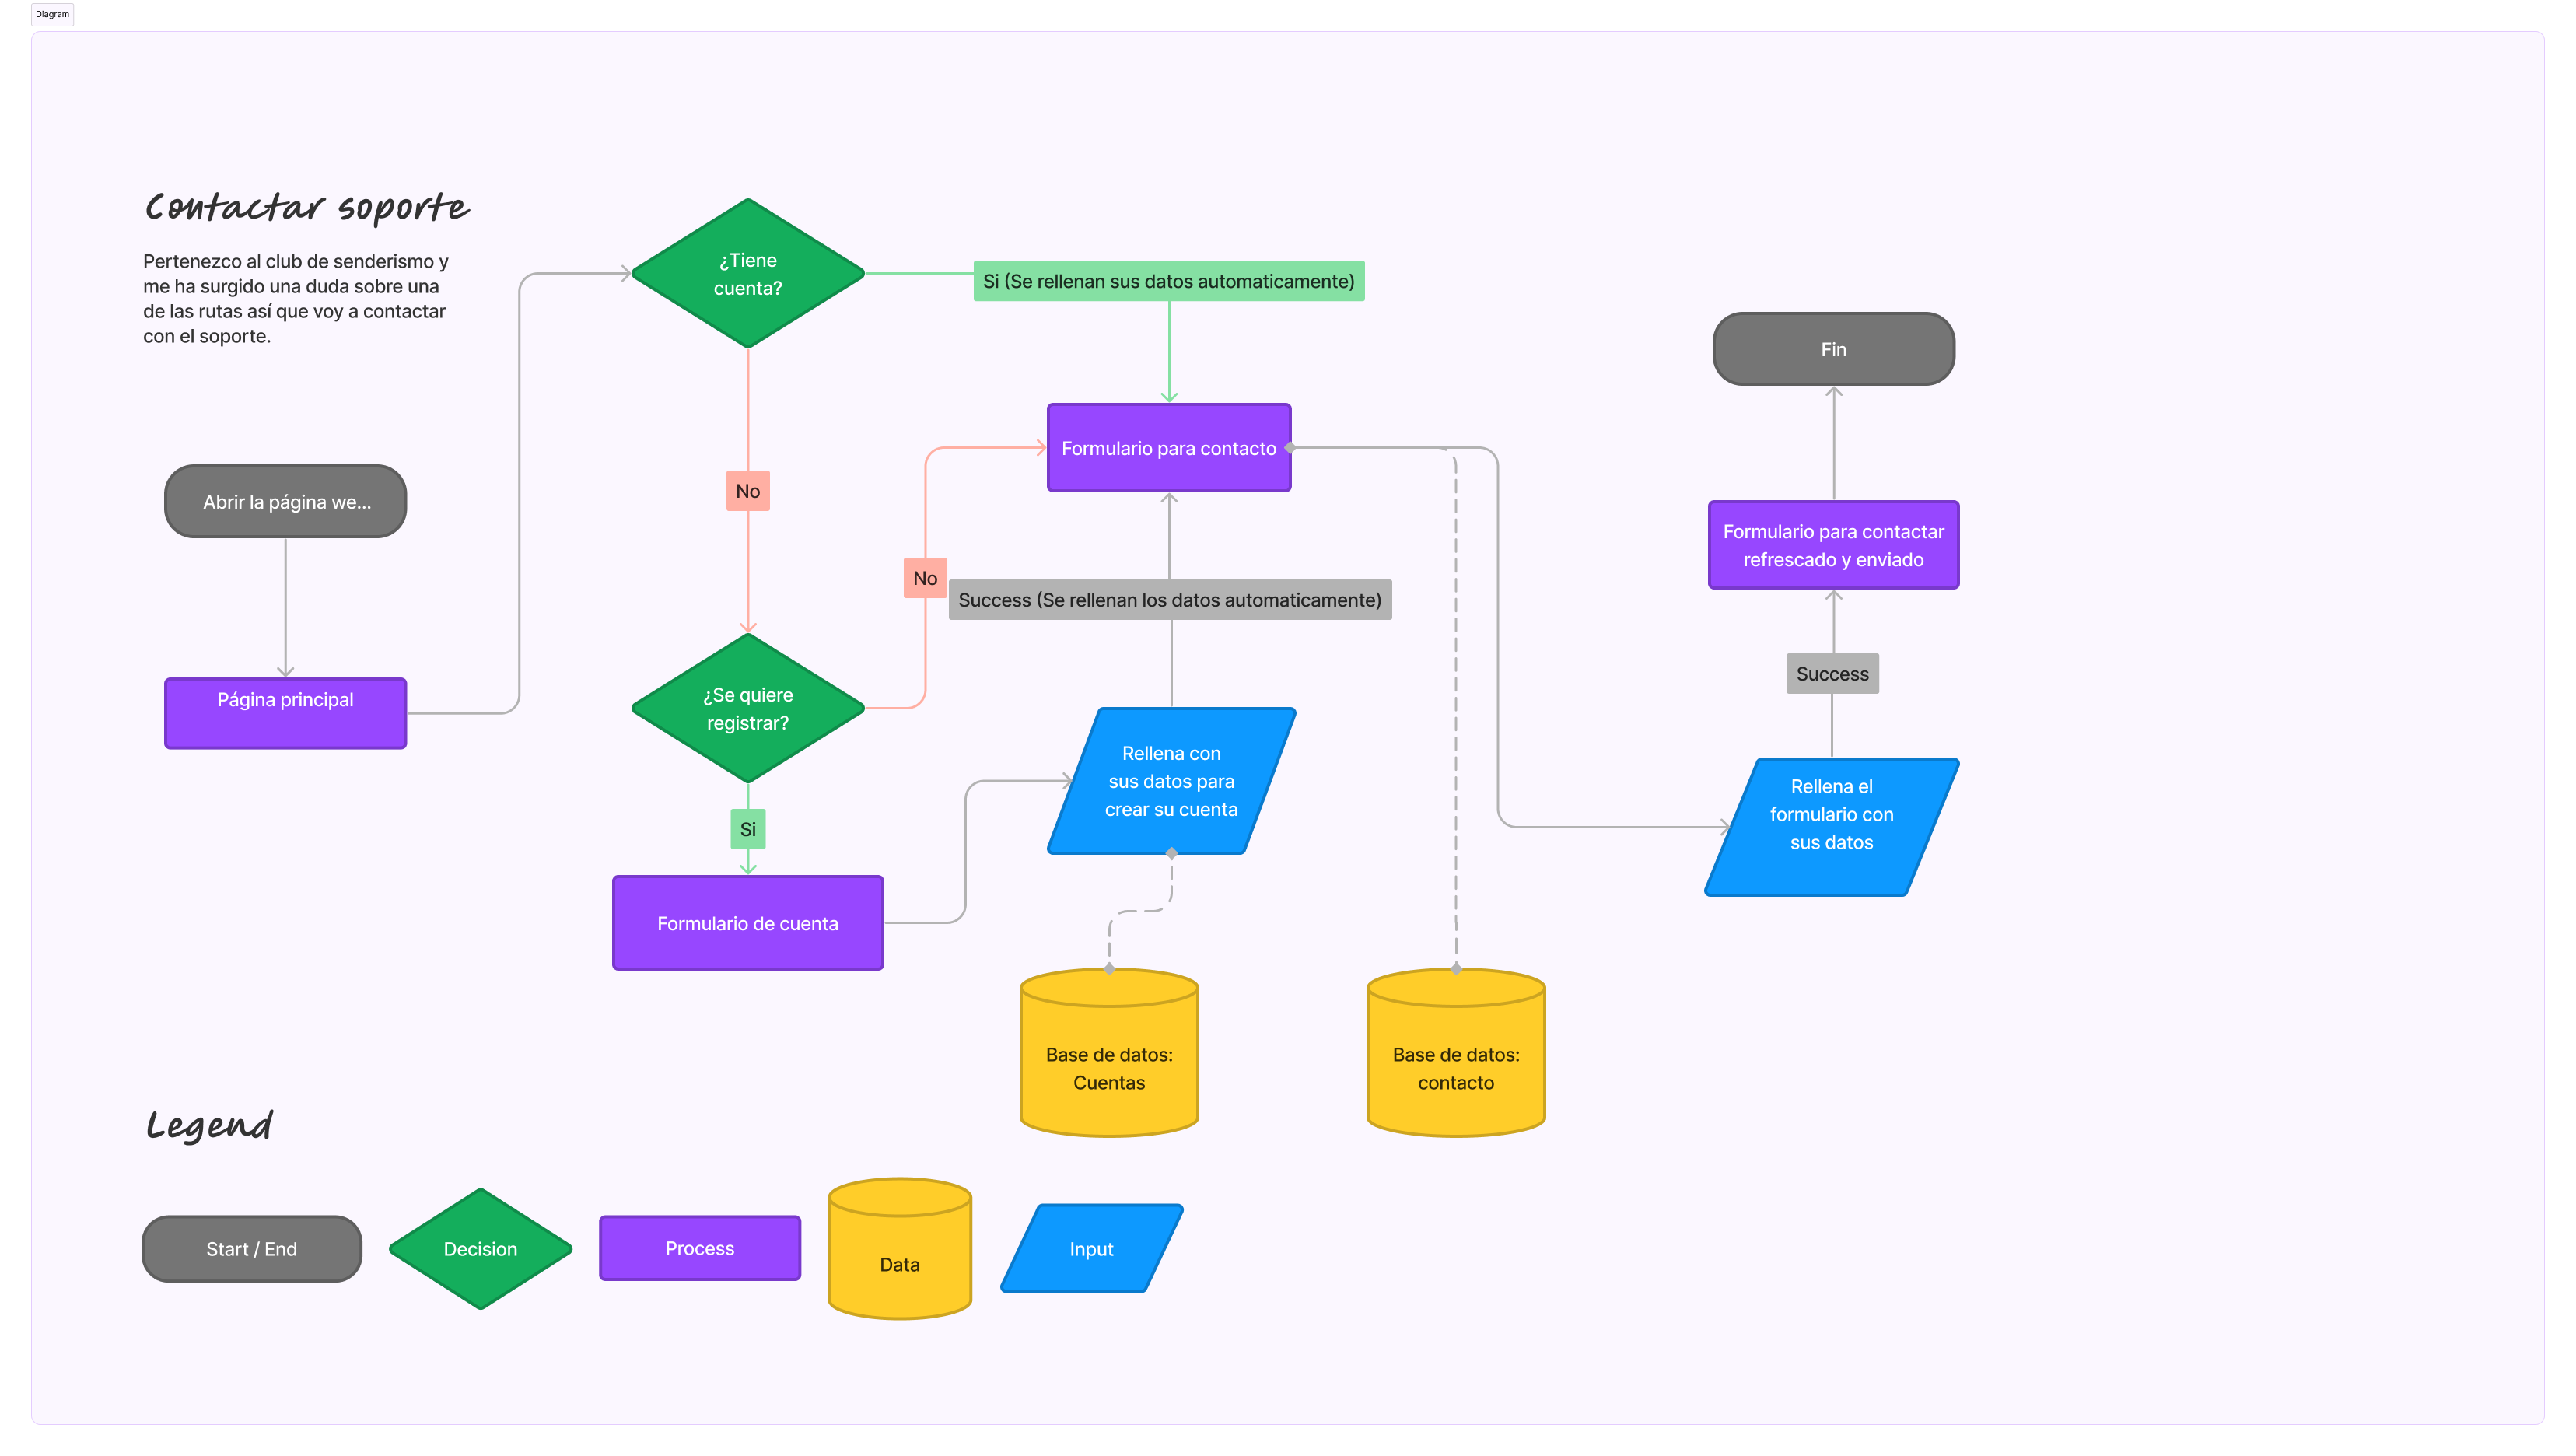 Diagram
Contactar soporte
Pertenezco al club de senderismo y
me ha surgido una duda sobre una
de las rutas así que voy a contactar
con el soporte.
Abrir la página we...
Página principal
¿Tiene
cuenta?
Si (Se rellenan sus datos automaticamente)
No
¿Se quiere
registrar?
No
Si
Formulario de cuenta
Formulario para contacto
Success (Se rellenan los datos automaticamente)
Rellena con
sus datos para
crear su cuenta
Base de datos:
Cuentas
Base de datos:
contacto
Fin
Formulario para contactar
refrescado y enviado
Success
Rellena el
formulario con
sus datos
Legend
Start / End
Decision
Process
Data
Input